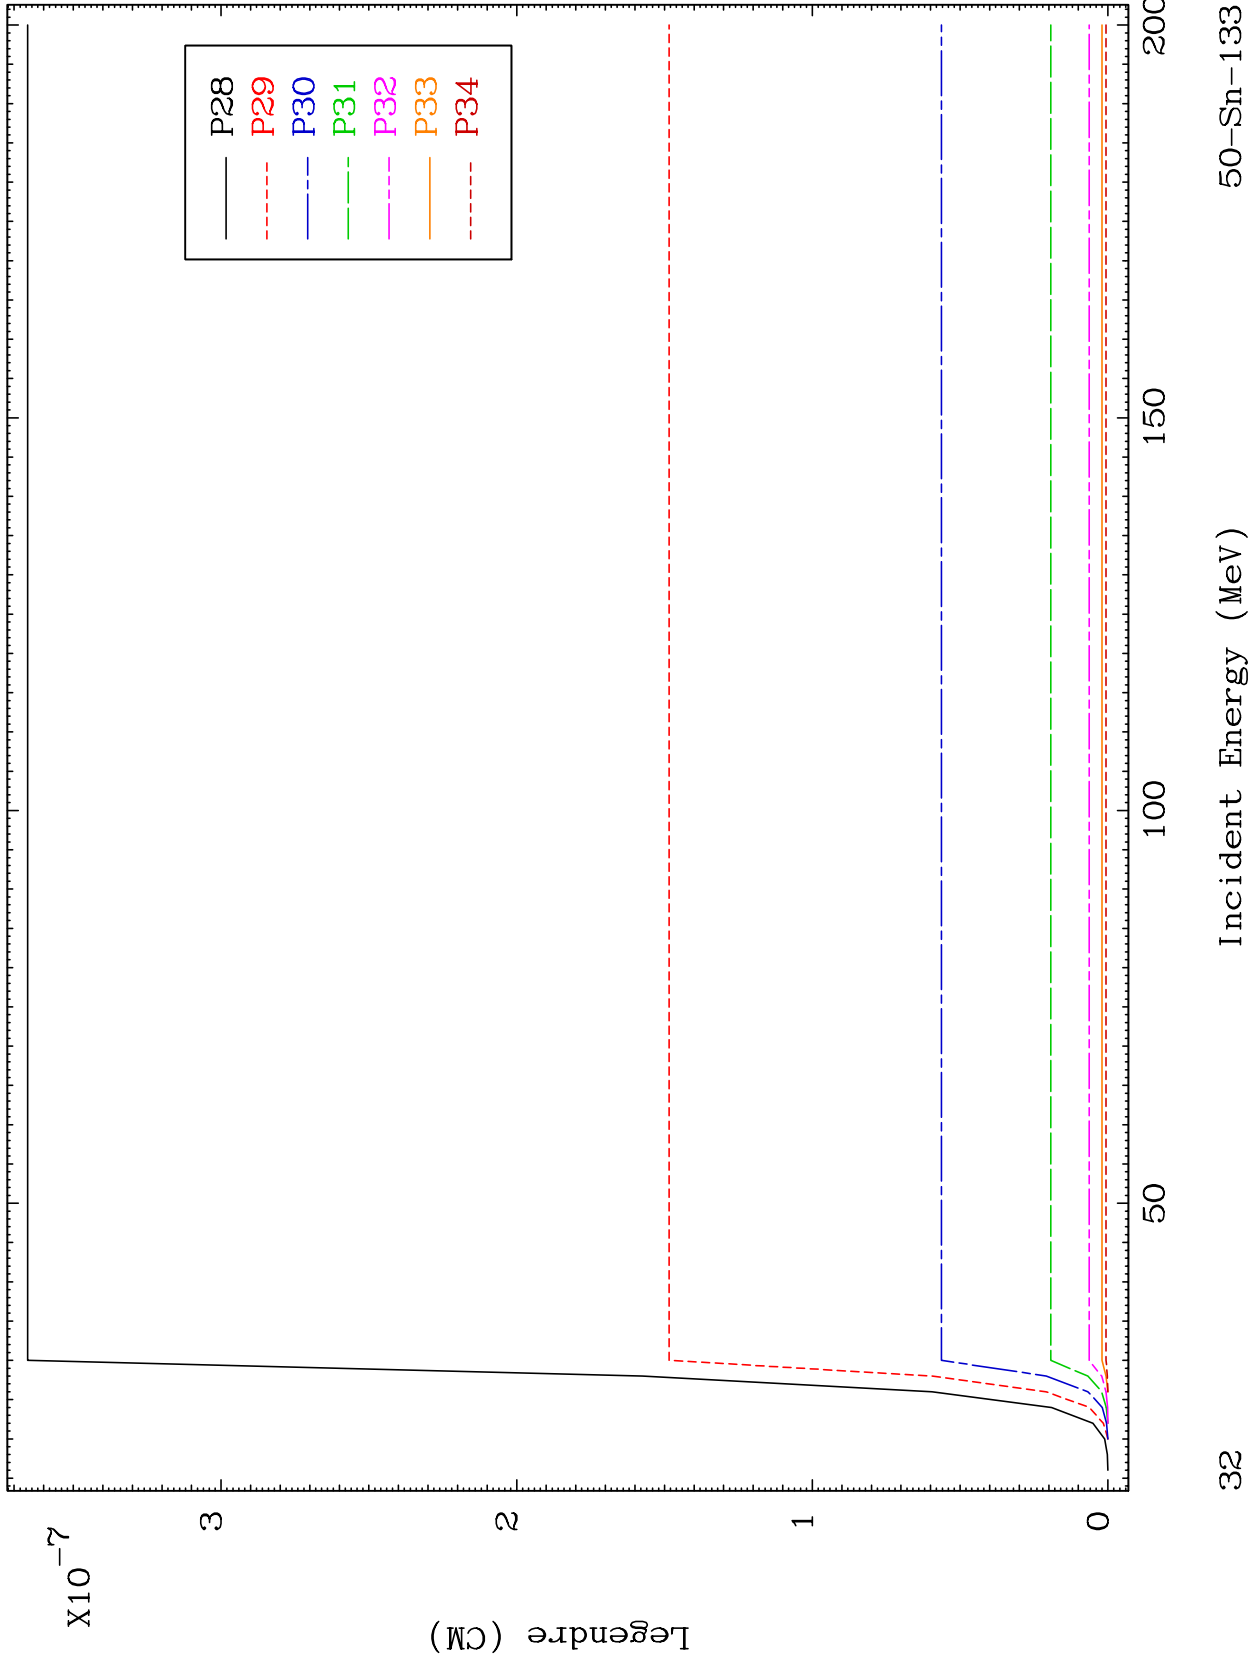 X10-7
Legendre (CM)
3
2
1
0
P28
P29
P30
P31
P32
P33
P34
50
100
150
200
Incident Energy (MeV)
32
50-Sn-133